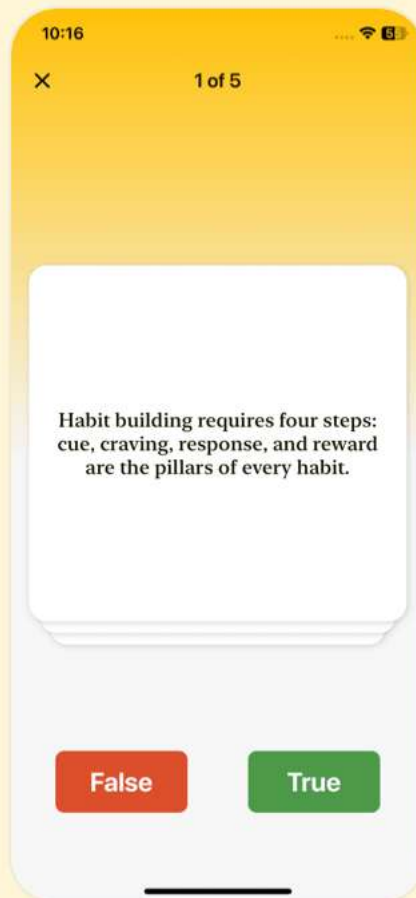 10:16
1 of 5
Habit building requires four steps:
cue, craving, response, and reward
are the pillars of every habit.
False
True